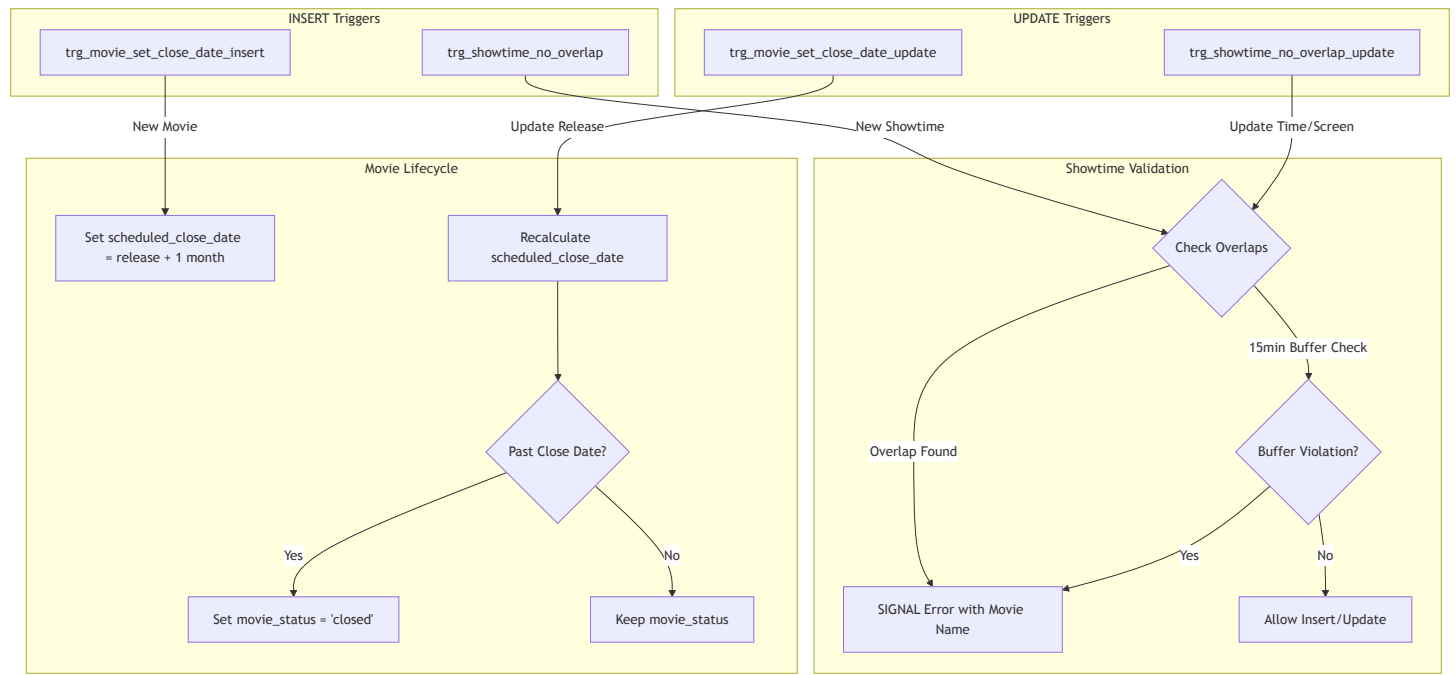 INSERT Triggers
UPDATE Triggers
trg_movie_set_close_date_insert
trg_showtime_no_overlap
trg_movie_set_close_date_update
trg_showtime_no_overlap_update
New Movie
Update Release
New Showtime
Update Time/Screen
Movie Lifecycle
Showtime Validation
Set scheduled_close_date
= release + 1 month
Recalculate
scheduled_close_date
Check Overlaps
15min Buffer Check
Past Close Date?
Overlap Found
Buffer Violation?
Yes
No
Yes
No
Set movie_status = 'closed'
Keep movie_status
SIGNAL Error with Movie
Name
Allow Insert/Update